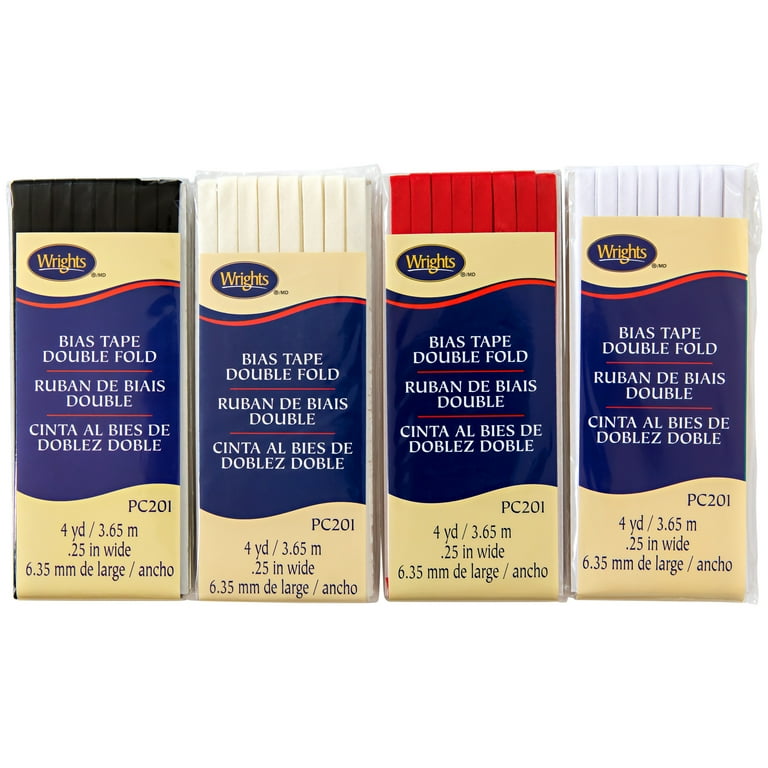 Wrights
®/MD
BIAS TAPE
DOUBLE FOLD
RUBAN DE BIAIS
DOUBLE
CINTA AL BIES DE
DOBLEZ DOBLE
PC201
4 yd / 3.65 m
.25 in wide
6.35 mm de large / ancho
Wrights
®/MD
BIAS TAPE
DOUBLE FOLD
RUBAN DE BIAIS
DOUBLE
CINTA AL BIES DE
DOBLEZ DOBLE
PC201
4 yd / 3.65 m
.25 in wide
6.35 mm de large / ancho
Wrights
®/MD
BIAS TAPE
DOUBLE FOLD
RUBAN DE BIAIS
DOUBLE
CINTA AL BIES DE
DOBLEZ DOBLE
PC201
4 yd / 3.65 m
.25 in wide
6.35 mm de large / ancho
Wrights
®/MD
BIAS TAPE
DOUBLE FOLD
RUBAN DE BIAIS
DOUBLE
CINTA AL BIES DE
DOBLEZ DOBLE
PC201
4 yd / 3.65 m
.25 in wide
6.35 mm de large / ancho